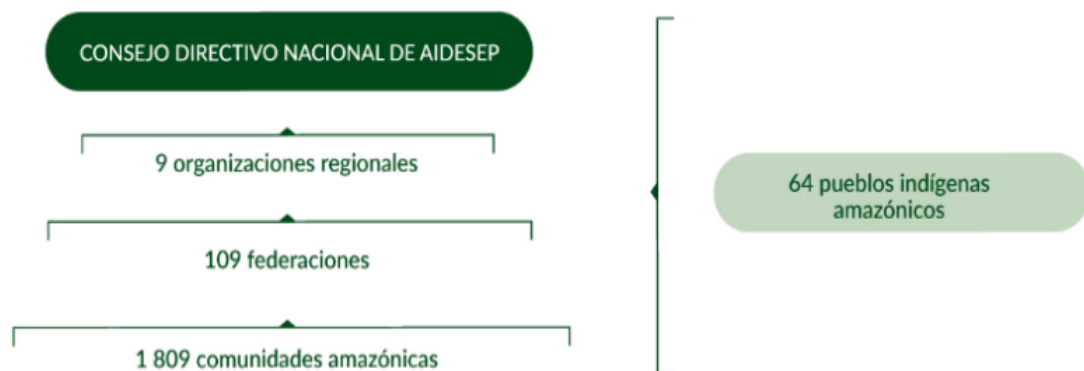 CONSEJO DIRECTIVO NACIONAL DE AIDESEP
9 organizaciones regionales
109 federaciones
1 809 comunidades amazónicas
64 pueblos indígenas
amazónicos